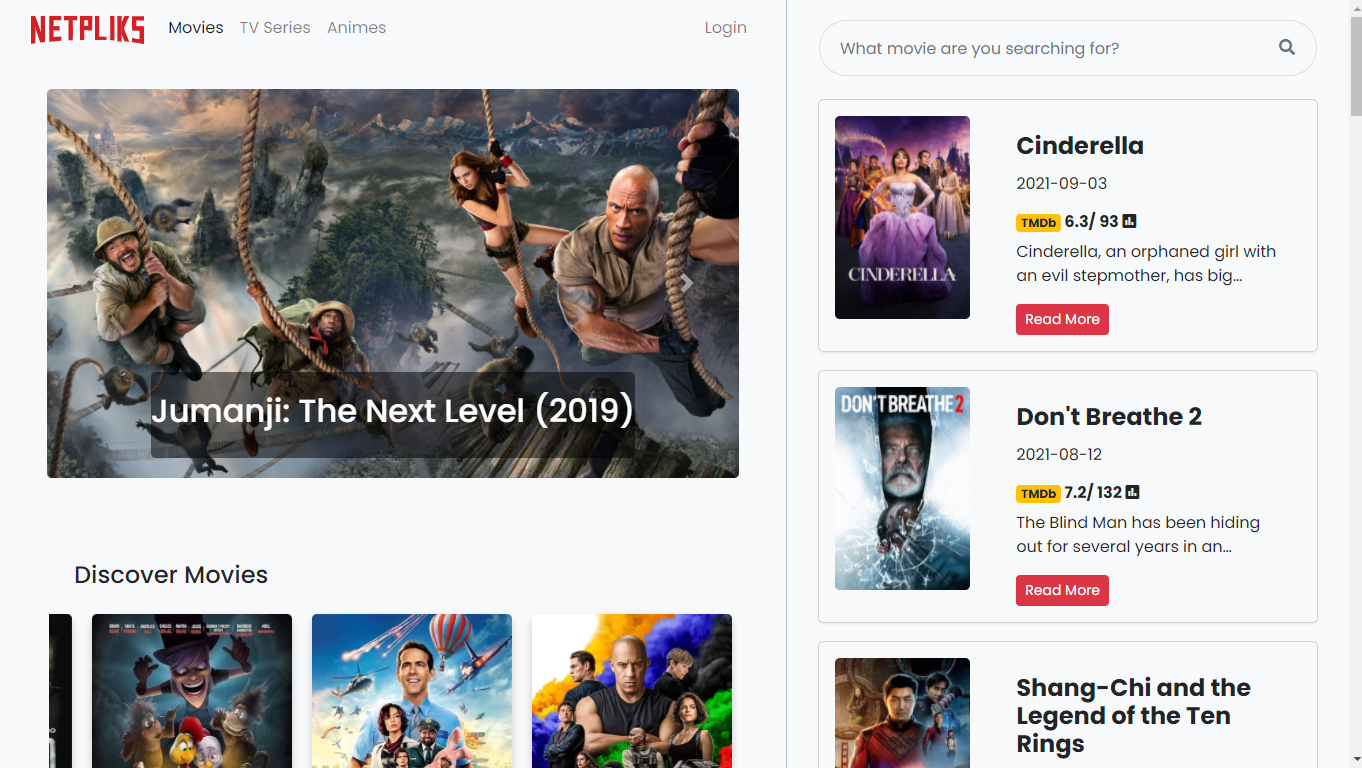 NETPLIKS
Movies
TV Series
Animes
Login
Jumanji: The Next Level (2019)
Discover Movies
What movie are you searching for?
CINDERELLA
Cinderella
2021-09-03
TMDb 6.3/ 93
Cinderella, an orphaned girl with
an evil stepmother, has big...
Read More
DON'T BREATHE 2
Don't Breathe 2
2021-08-12
TMDb 7.2/ 132
The Blind Man has been hiding
out for several years in an...
Read More
Shang-Chi and the
Legend of the Ten
Rings